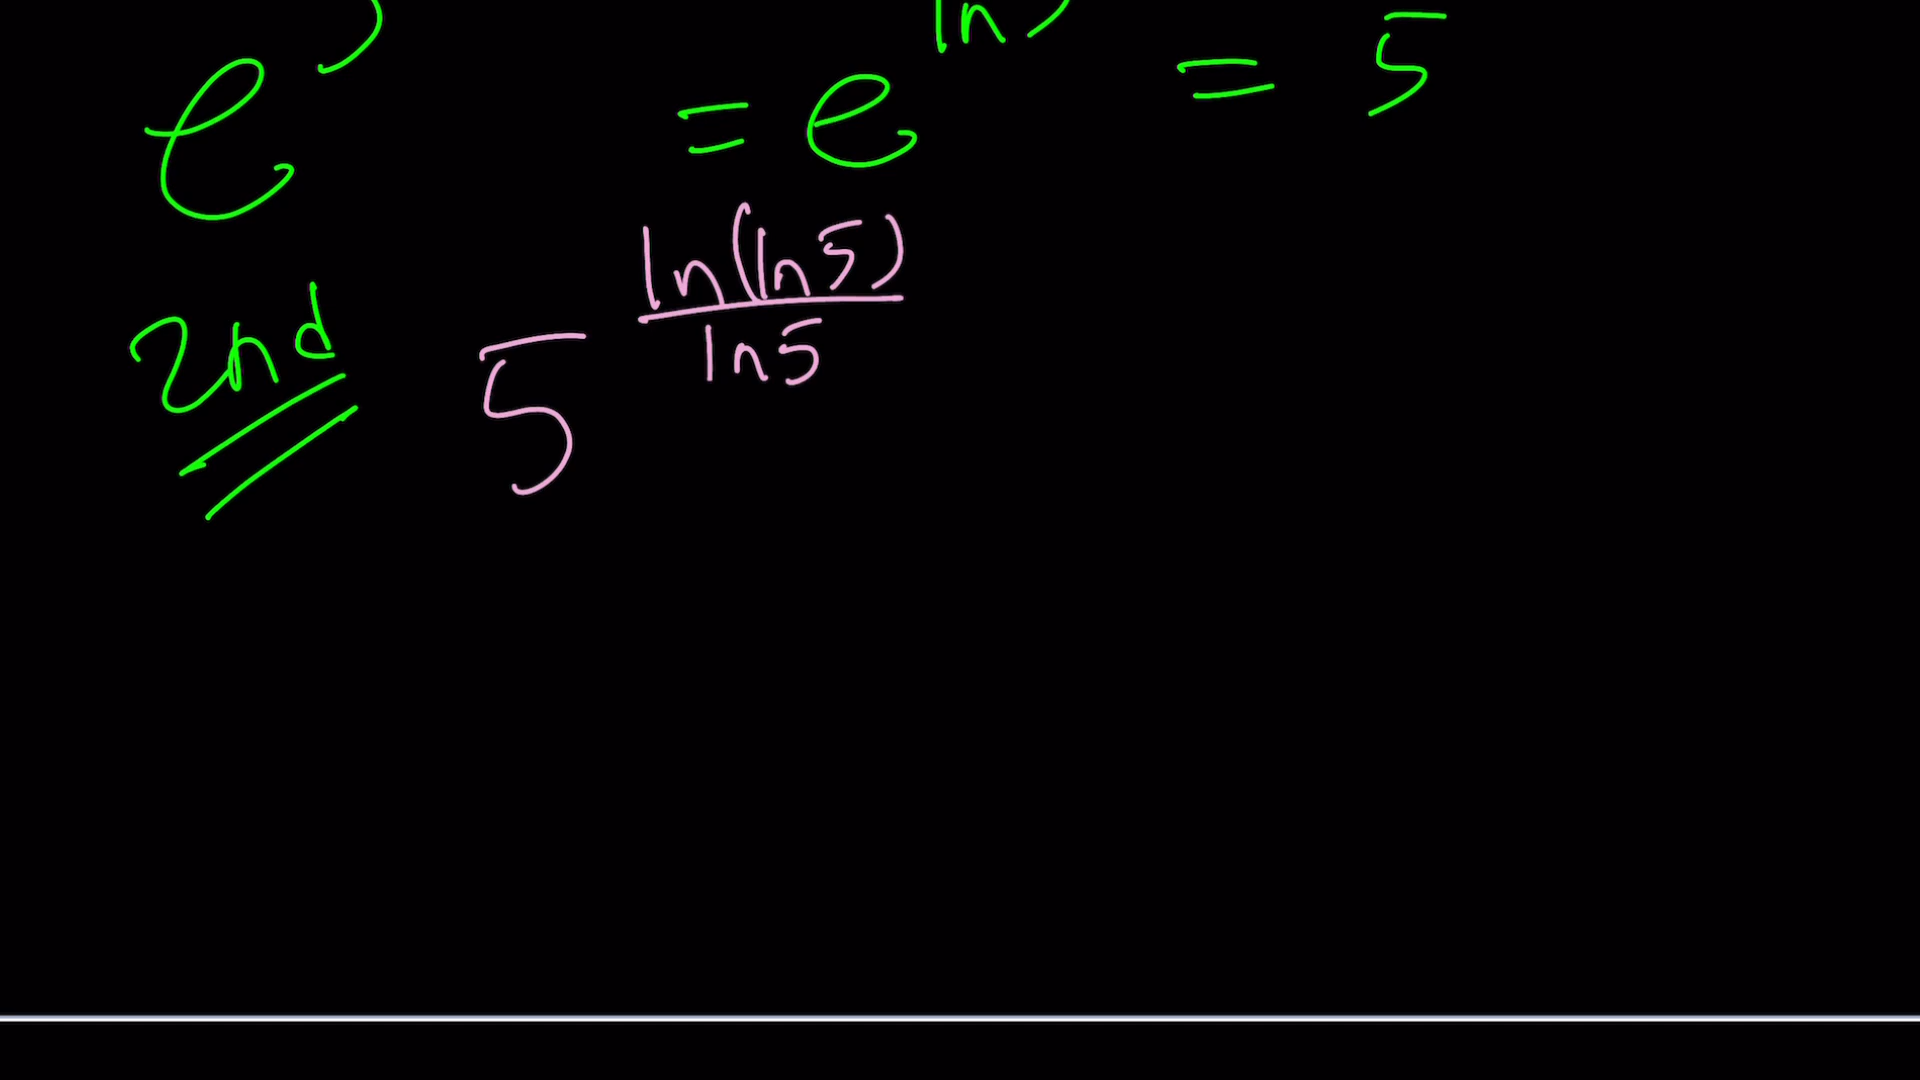 e = e^ln = 5
2nd 5^(ln(ln5)/ln5)